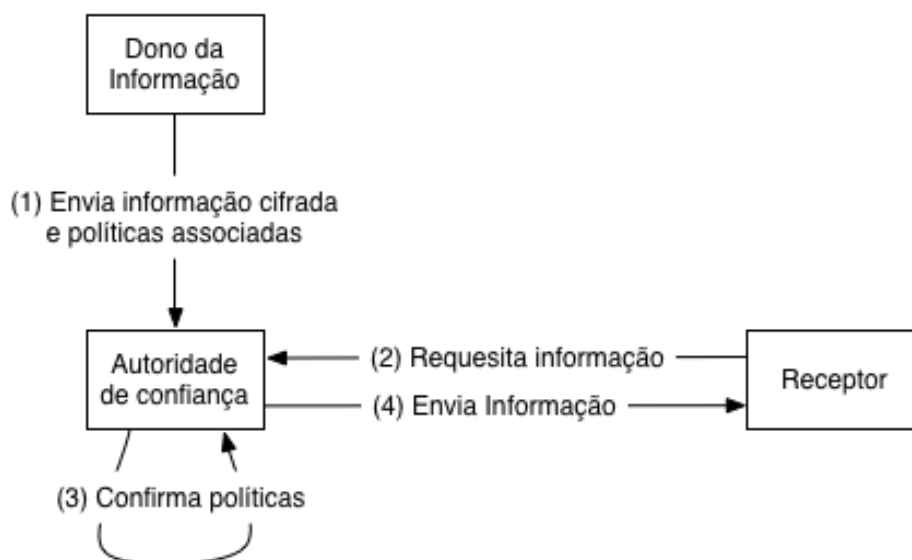 Dono da
Informação
(1) Envia informação cifrada
e políticas associadas
Autoridade
de confiança
(2) Requesita informação
(4) Envia Informação
Receptor
(3) Confirma políticas